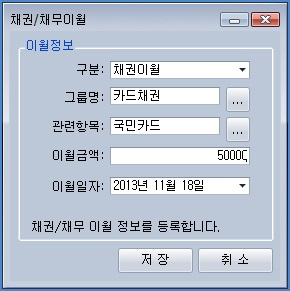 채권/채무이월
이월정보
구분: 채권이월
그룹명: 카드채권 ...
관련항목: 국민카드 ...
이월금액: 50000
이월일자: 2013년 11월 18일
채권/채무 이월 정보를 등록합니다.
저 장 취 소